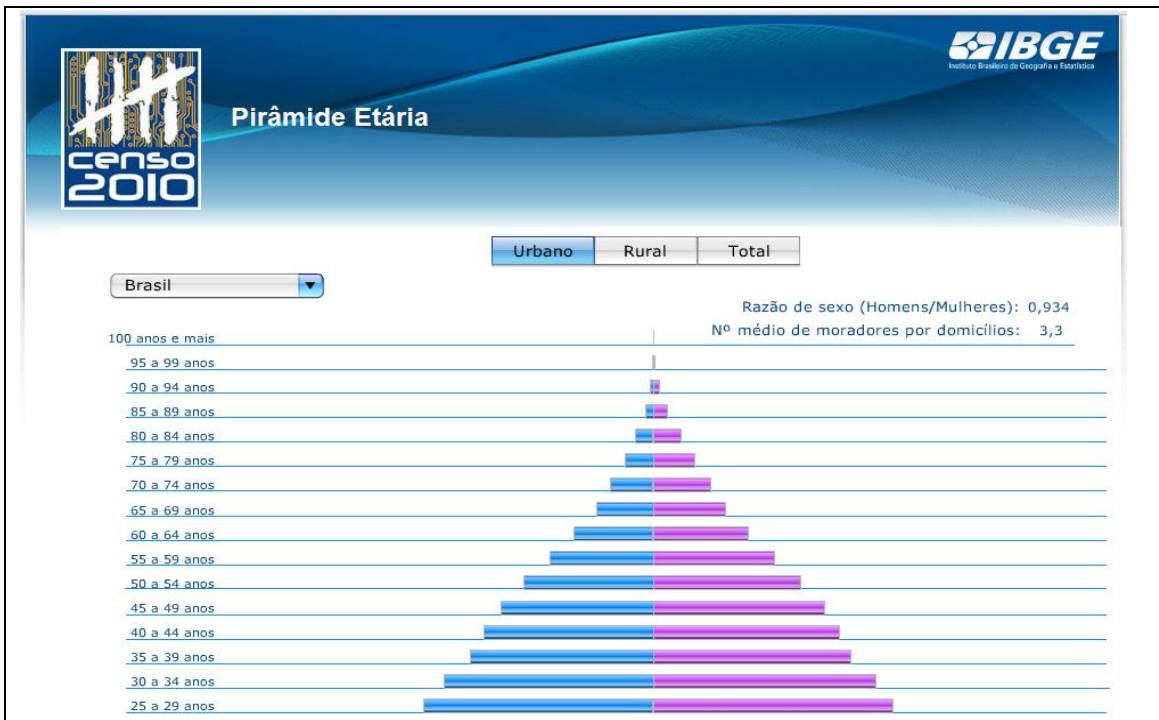 IBGE
Instituto Brasileiro de Geografia e Estatística
Pirâmide Etária
censo
2010
Urbano Rural Total
Brasil
Razão de sexo (Homens/Mulheres): 0,934
Nº médio de moradores por domicílios: 3,3
100 anos e mais
95 a 99 anos
90 a 94 anos
85 a 89 anos
80 a 84 anos
75 a 79 anos
70 a 74 anos
65 a 69 anos
60 a 64 anos
55 a 59 anos
50 a 54 anos
45 a 49 anos
40 a 44 anos
35 a 39 anos
30 a 34 anos
25 a 29 anos